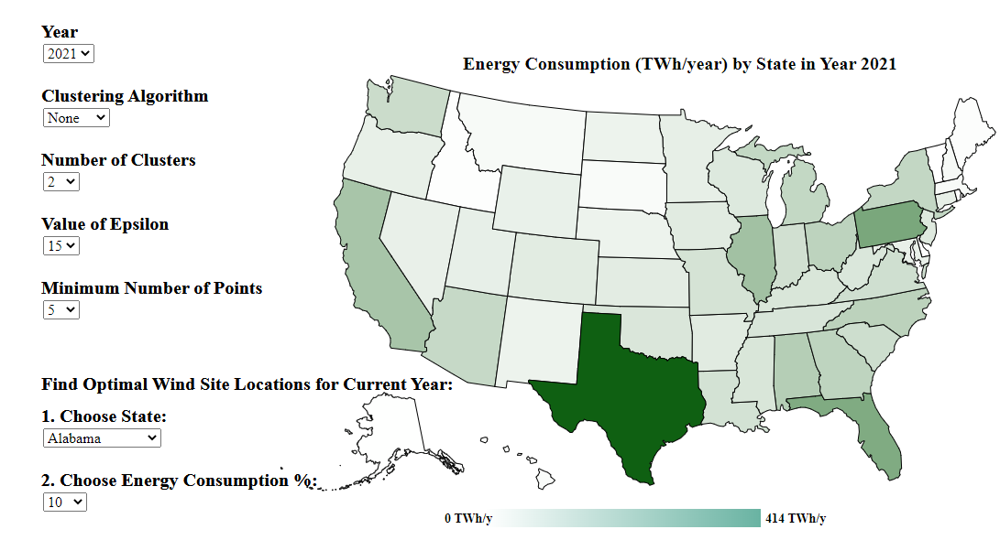 Year
2021
Energy Consumption (TWh/year) by State in Year 2021
Clustering Algorithm
None
Number of Clusters
2
Value of Epsilon
15
Minimum Number of Points
5
Find Optimal Wind Site Locations for Current Year:
1. Choose State:
Alabama
2. Choose Energy Consumption %:
10
0 TWh/y
414 TWh/y